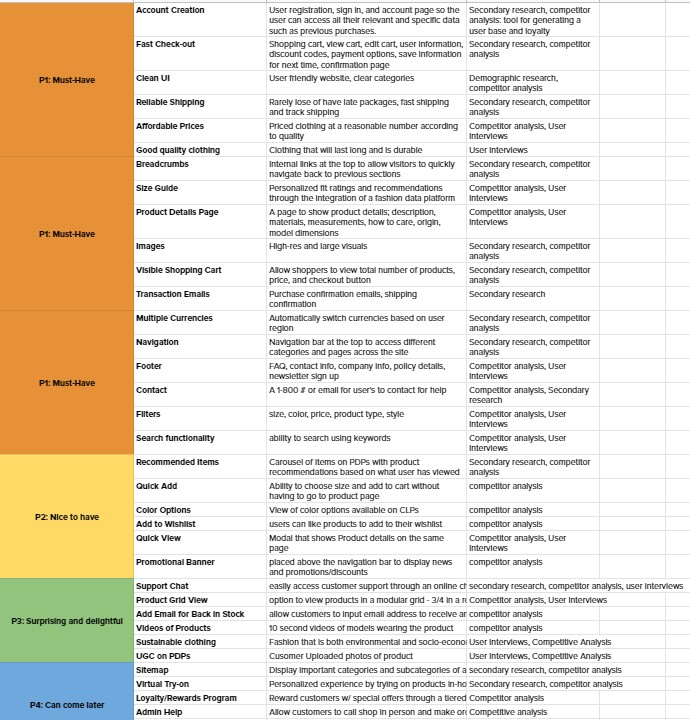 P1: Must-Have
Account Creation
User registration, sign in, and account page so the
user can access all their relevant and specific data
such as previous purchases.
Secondary research, competitor
analysis: tool for generating a
user base and loyalty
Fast Check-out
Shopping cart, view cart, edit cart, user information,
discount codes, payment options, save information
for next time, confirmation page
Secondary research, competitor
analysis
Clean UI
User friendly website, clear categories
Demographic research,
competitor analysis
Reliable Shipping
Rarely lose of have late packages, fast shipping
and track shipping
Secondary research, competitor
analysis
Affordable Prices
Priced clothing at a reasonable number according
to quality
Competitor analysis, User
Interviews
Good quality clothing
Clothing that will last long and is durable
User interviews
P1: Must-Have
Breadcrumbs
Internal links at the top to allow visitors to quickly
navigate back to previous sections
Secondary research, competitor
analysis
Size Guide
Personalized fit ratings and recommendations
through the integration of a fashion data platform
Competitor analysis, User
Interviews
Product Details Page
A page to show product details; description,
materials, measurements, how to care, origin,
model dimensions
Competitor analysis, User
Interviews
Images
High-res and large visuals
Secondary research, competitor
analysis
Visible Shopping Cart
Allow shoppers to view total number of products,
price, and checkout button
Secondary research, competitor
analysis
Transaction Emails
Purchase confirmation emails, shipping
confirmation
Secondary research
P1: Must-Have
Multiple Currencies
Automatically switch currencies based on user
region
Secondary research, competitor
analysis
Navigation
Navigation bar at the top to access different
categories and pages across the site
Secondary research, competitor
analysis
Footer
FAQ, contact info, company info, policy details,
newsletter sign up
Competitor analysis, User
Interviews
Contact
A 1-800 # or email for user's to contact for help
Competitor analysis, Secondary
research
Filters
size, color, price, product type, style
Competitor analysis, User
Interviews
Search functionality
ability to search using keywords
Competitor analysis, User
Interviews
P2: Nice to have
Recommended Items
Carousel of items on PDPs with product
recommendations based on what user has viewed
Secondary research, competitor
analysis
Quick Add
Ability to choose size and add to cart without
having to go to product page
competitor analysis
Color Options
View of color options available on CLPs
competitor analysis
Add to Wishlist
users can like products to add to their wishlist
competitor analysis
Quick View
Modal that shows Product details on the same
page
Competitor analysis, User
Interviews
Promotional Banner
placed above the navigation bar to display news
and promotions/discounts
competitor analysis
P3: Surprising and delightful
Support Chat
easily access customer support through an online ch
secondary research, competitor analysis, user interviews
Product Grid View
option to view products in a modular grid - 3/4 in a ro
Competitor analysis, User Interviews
Add Email for Back in Stock
allow customers to input email address to receive an
competitor analysis
Videos of Products
10 second videos of models wearing the product
competitor analysis
Sustainable clothing
Fashion that is both environmental and socio-econo
User Interviews, Competitive Analysis
UGC on PDPs
Cusomer Uploaded photos of product
User Interviews, Competitive Analysis
P4: Can come later
Sitemap
Display important categories and subcategories of a
secondary research, competitor analysis
Virtual Try-on
Personalized experience by trying on products in-ho
Secondary research, competitor analysis
Loyalty/Rewards Program
Reward customers w/ special offers through a tiered
Competitor analysis
Admin Help
Allow customers to call shop in person and make or
Competitive analysis